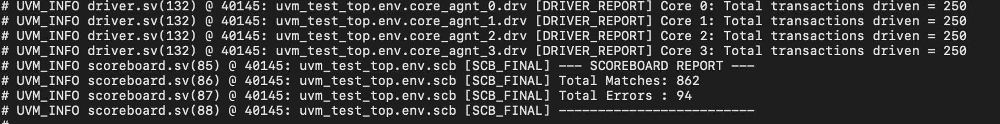 # UVM_INFO driver.sv(132) @ 40145: uvm_test_top.env.core_agnt_0.drv [DRIVER_REPORT] Core 0: Total transactions driven = 250
# UVM_INFO driver.sv(132) @ 40145: uvm_test_top.env.core_agnt_1.drv [DRIVER_REPORT] Core 1: Total transactions driven = 250
# UVM_INFO driver.sv(132) @ 40145: uvm_test_top.env.core_agnt_2.drv [DRIVER_REPORT] Core 2: Total transactions driven = 250
# UVM_INFO driver.sv(132) @ 40145: uvm_test_top.env.core_agnt_3.drv [DRIVER_REPORT] Core 3: Total transactions driven = 250
# UVM_INFO scoreboard.sv(85) @ 40145: uvm_test_top.env.scb [SCB_FINAL] --- SCOREBOARD REPORT ---
# UVM_INFO scoreboard.sv(86) @ 40145: uvm_test_top.env.scb [SCB_FINAL] Total Matches: 862
# UVM_INFO scoreboard.sv(87) @ 40145: uvm_test_top.env.scb [SCB_FINAL] Total Errors : 94
# UVM_INFO scoreboard.sv(88) @ 40145: uvm_test_top.env.scb [SCB_FINAL] -------------------------
#